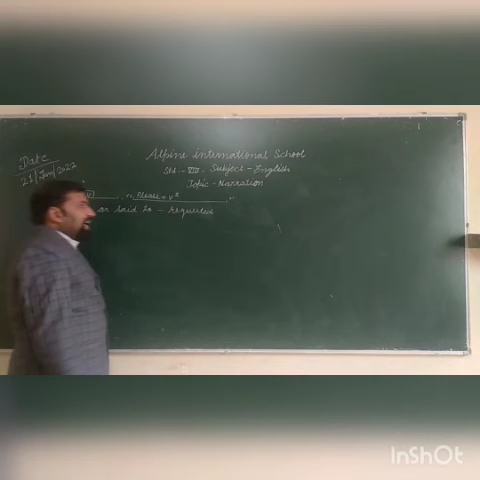 Date
21/Jan/2022
Alpine international School
Std - VIII - Subject - English
Topic - Narration
" Please + V¹ "
or Said to - requested
InShOt